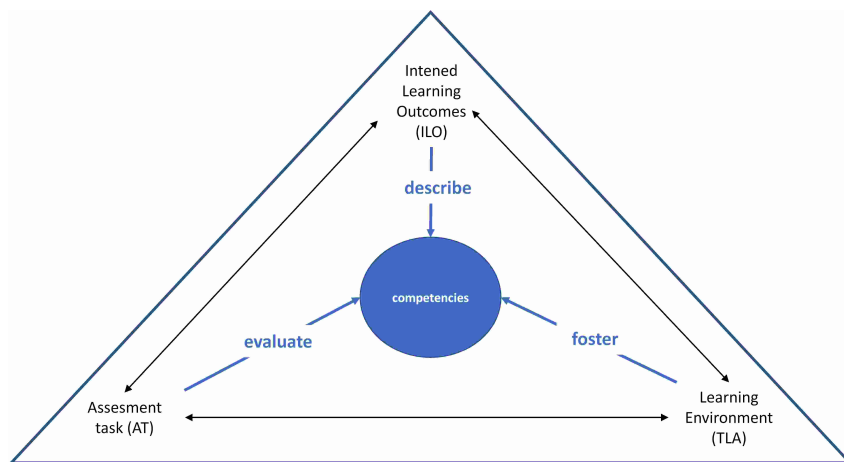 Intened
Learning
Outcomes
(ILO)
describe
competencies
evaluate
foster
Assesment
task (AT)
Learning
Environment
(TLA)